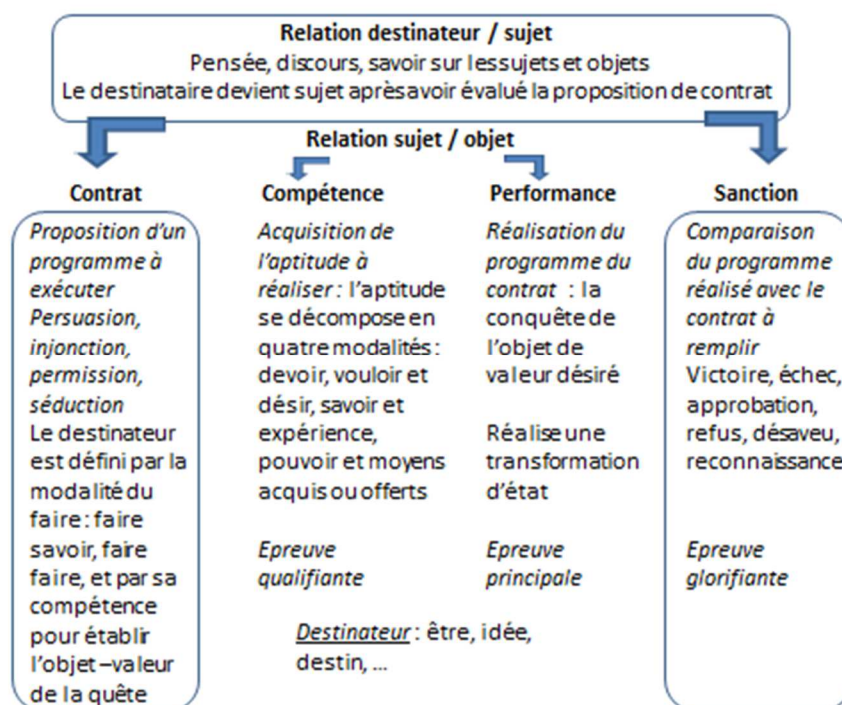 Relation destinateur / sujet
Pensée, discours, savoir sur lessujets et objets
Le destinataire devient sujet aprèsavoir évalué la proposition de contrat
Relation sujet / objet
Contrat
Proposition d'un
programme à
exécuter
Persuasion,
injonction,
permission,
séduction
Le destinateur
est défini par la
modalité du
faire : faire
savoir, faire
faire, et par sa
compétence
pour établir
l'objet –valeur
de la quête
Compétence
Acquisition de
l'aptitude à
réaliser : l'aptitude
se décompose en
quatre modalités :
devoir, vouloir et
désir, savoir et
expérience,
pouvoir et moyens
acquis ou offerts
Epreuve
qualifiante
Performance
Réalisation du
programme du
contrat : la
conquête de
l'objet de
valeur désiré
Réalise une
transformation
d'état
Epreuve
principale
Sanction
Comparaison
du programme
réalisé avec le
contrat à
remplir
Victoire, échec,
approbation,
refus, désaveu,
reconnaissance
Epreuve
glorifiante
Destinateur : être, idée,
destin, ...